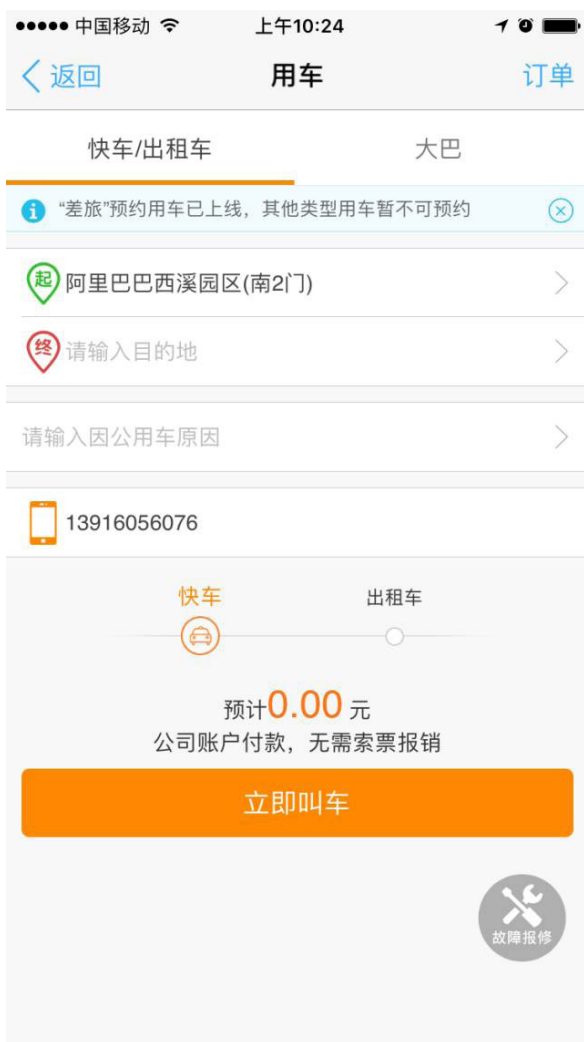 中国移动 上午10:24
返回 用车 订单
快车/出租车 大巴
“差旅”预约用车已上线，其他类型用车暂不可预约
起 阿里巴巴西溪园区(南2门)
终 请输入目的地
请输入因公用车原因
13916056076
快车 出租车
预计0.00 元
公司账户付款，无需索票报销
立即叫车
故障报修